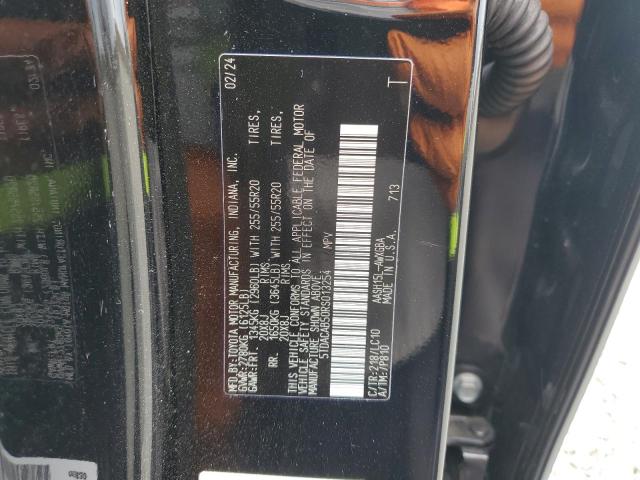 MFD.BY:TOYOTA MOTOR MANUFACTURING, INDIANA, INC. 02/24
GVWR:2780KG (6125LB)
GAWR:FRT. 1345KG (2980LB) WITH 255/55R20 TIRES,
20X8J RIMS,
RR. 1650KG (3645LB) WITH 255/55R20 TIRES,
20X8J RIMS,
THIS VEHICLE CONFORMS TO ALL APPLICABLE FEDERAL MOTOR
VEHICLE SAFETY STANDARDS IN EFFECT ON THE DATE OF
MANUFACTURE SHOWN ABOVE.
5TDACAB50RS013254 MPV
C/TR:218/LC10 AASH15L-AWXGBA 713 T
A/TM:/P810 MADE IN U.S.A.